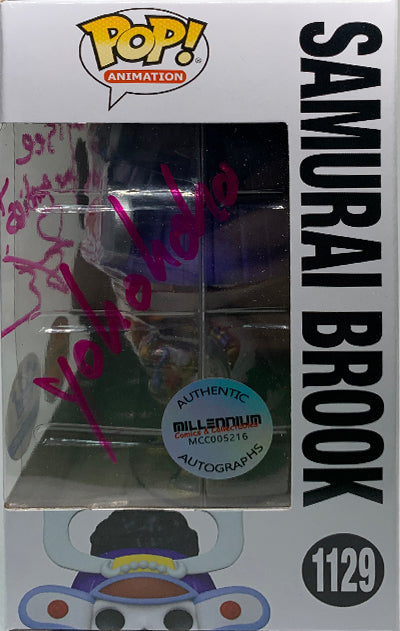 POP!
ANIMATION
SAMURAI BROOK
1129
yohohoho
AUTHENTIC
MILLENNIUM
Comics & Collectibles
MCC005216
AUTOGRAPHS